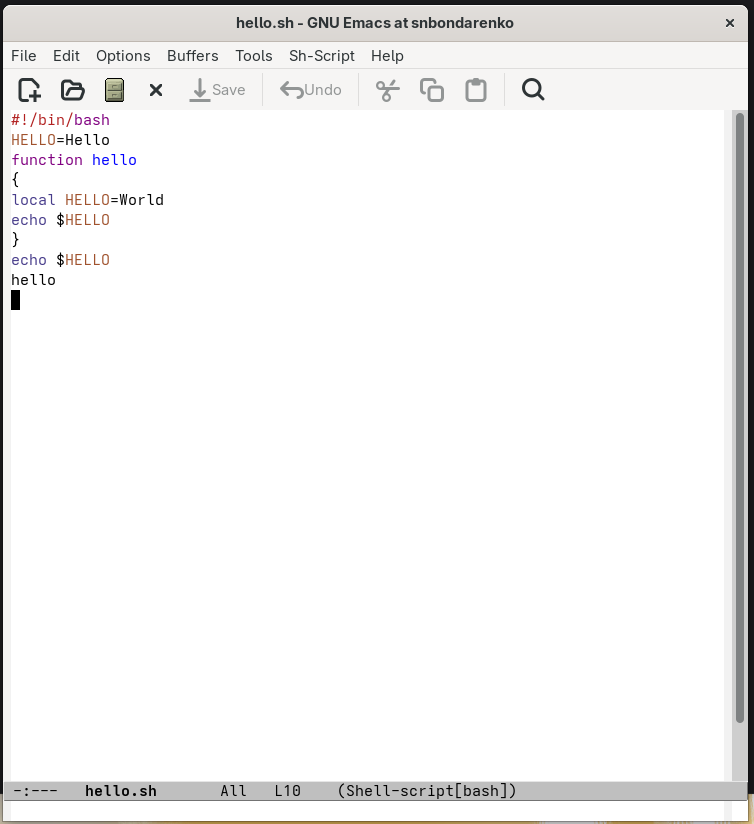 hello.sh - GNU Emacs at snbondarenko
File Edit Options Buffers Tools Sh-Script Help
Save Undo
#!/bin/bash
HELLO=Hello
function hello
{
local HELLO=World
echo $HELLO
}
echo $HELLO
hello
-:--- hello.sh All L10 (Shell-script[bash])